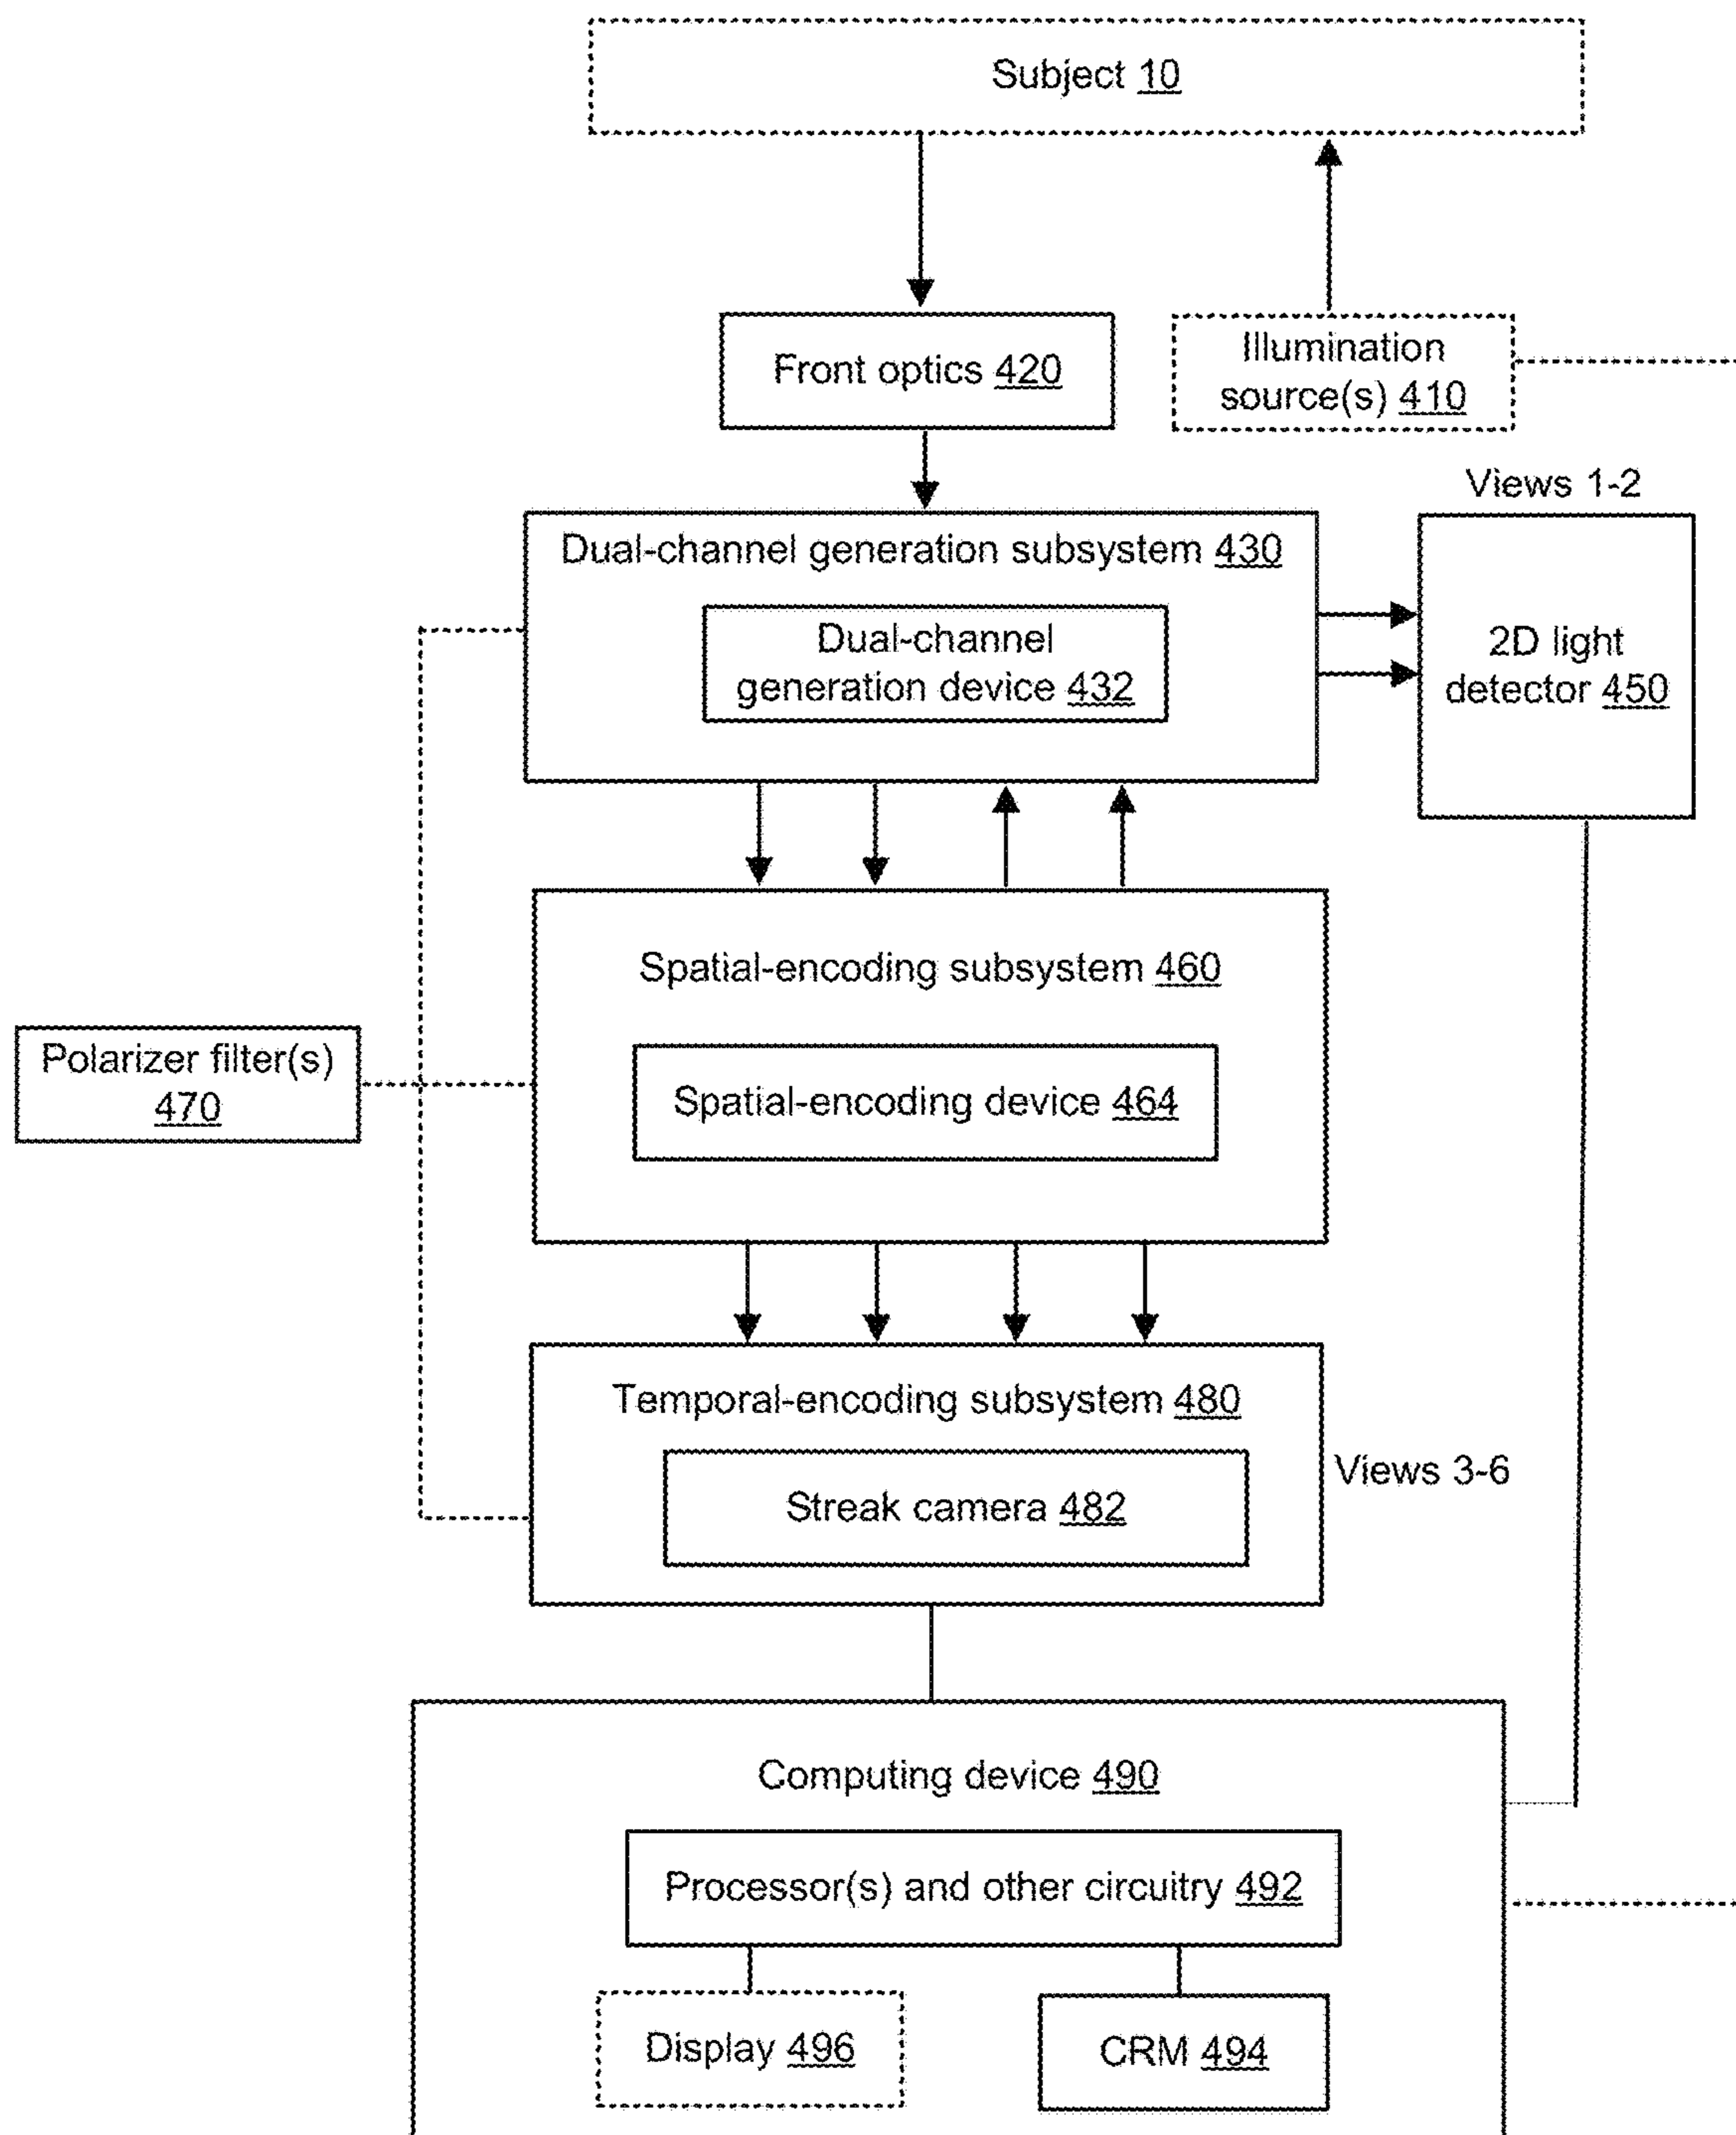 Subject 10
Front optics 420
Illumination
source(s) 410
Views 1-2
Dual-channel generation subsystem 430
Dual-channel
generation device 432
2D light
detector 450
Spatial-encoding subsystem 460
Polarizer filter(s)
470
Spatial-encoding device 464
Temporal-encoding subsystem 480
Views 3-6
Streak camera 482
Computing device 490
Processor(s) and other circuitry 492
Display 496
CRM 494